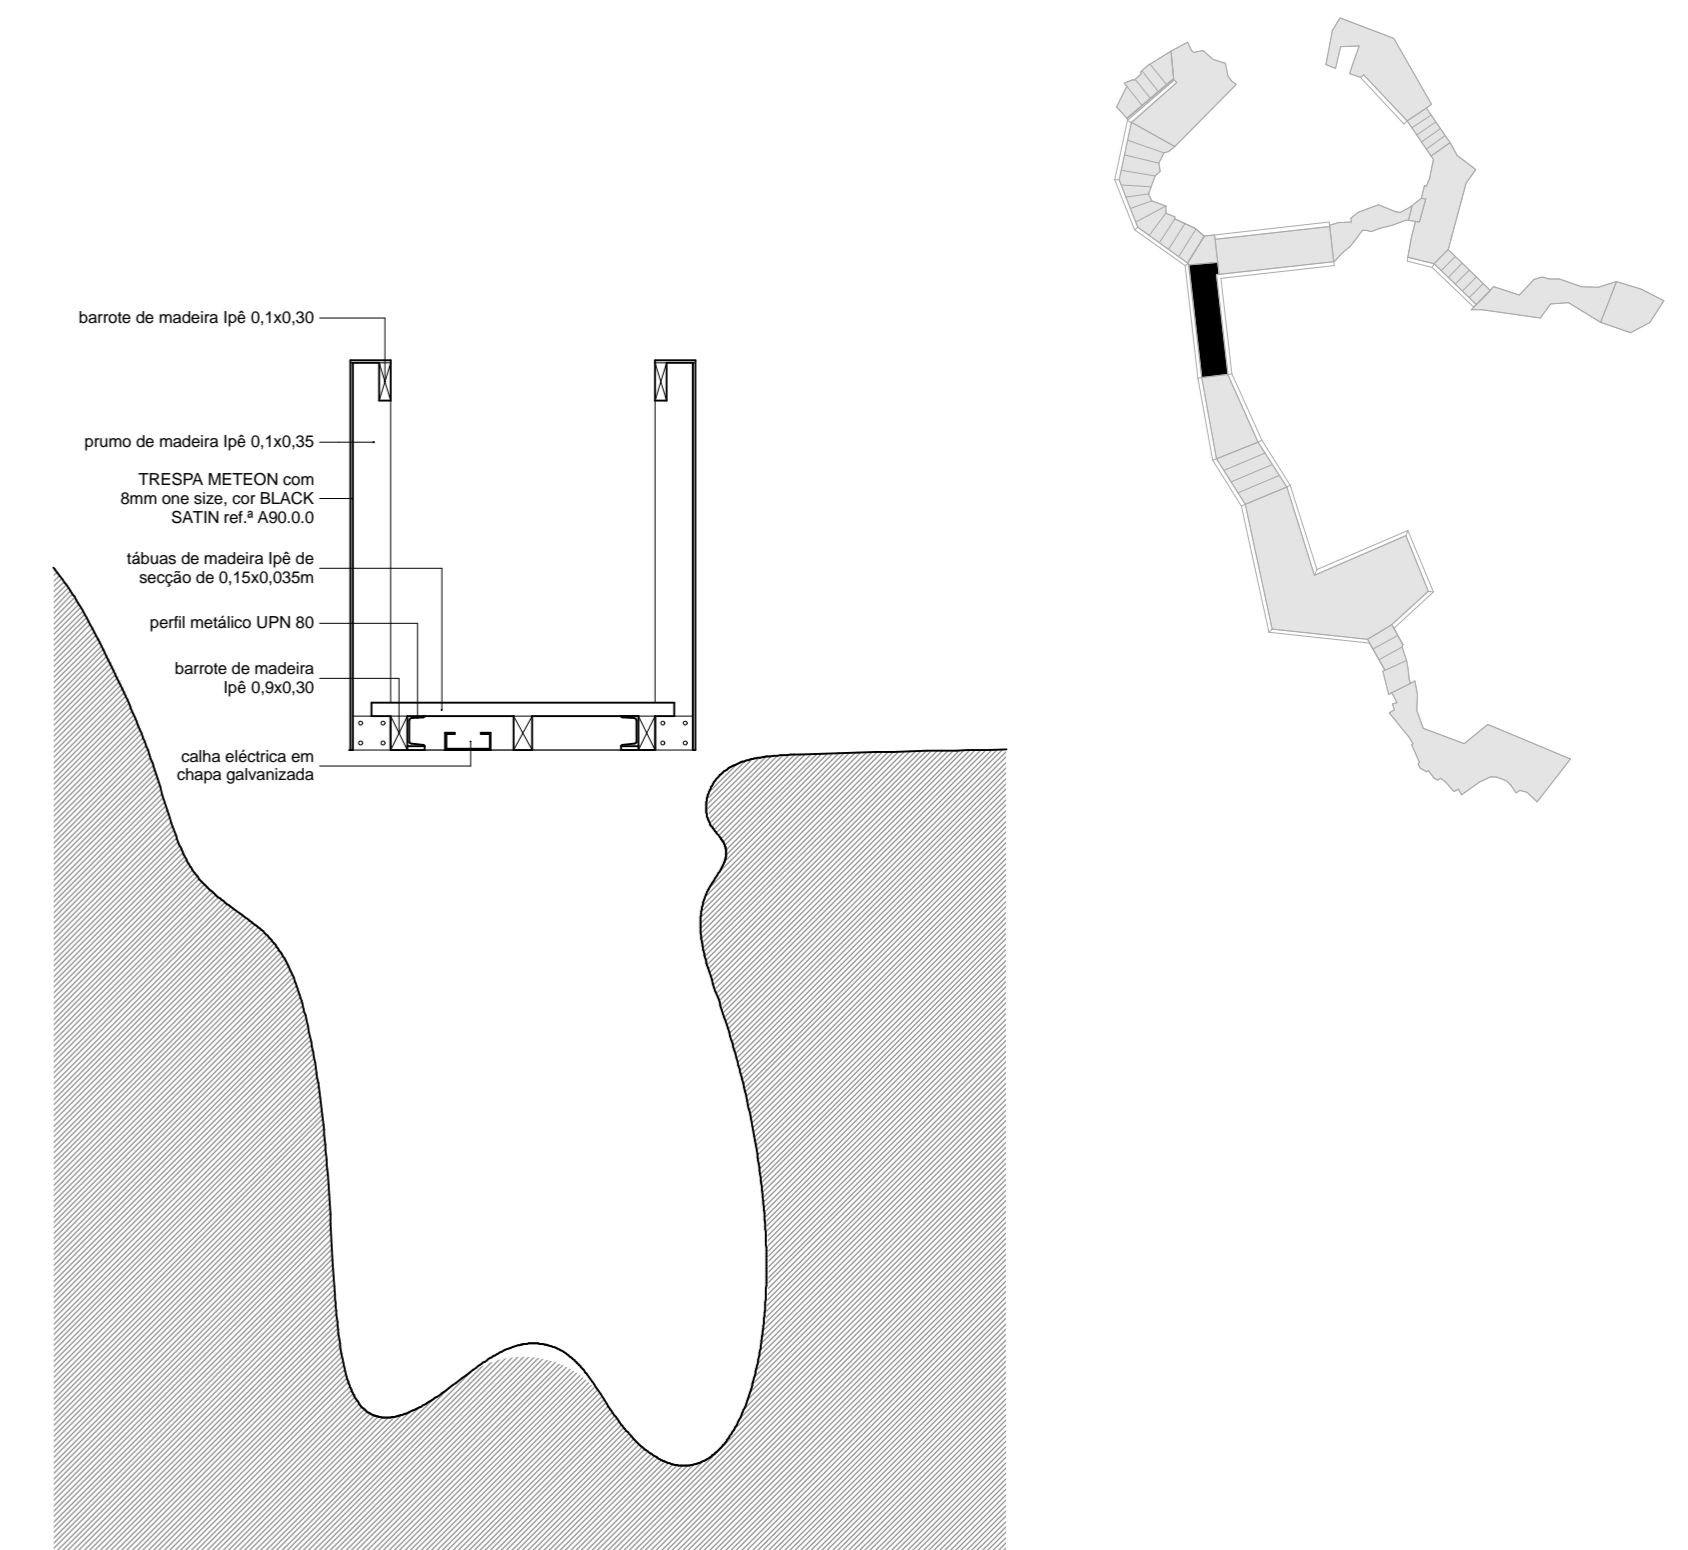 barrote de madeira Ipê 0,1x0,30
prumo de madeira Ipê 0,1x0,35
TRESPA METEON com
8mm one size, cor BLACK
SATIN ref.ª A90.0.0
tábuas de madeira Ipê de
secção de 0,15x0,035m
perfil metálico UPN 80
barrote de madeira
Ipê 0,9x0,30
calha eléctrica em
chapa galvanizada